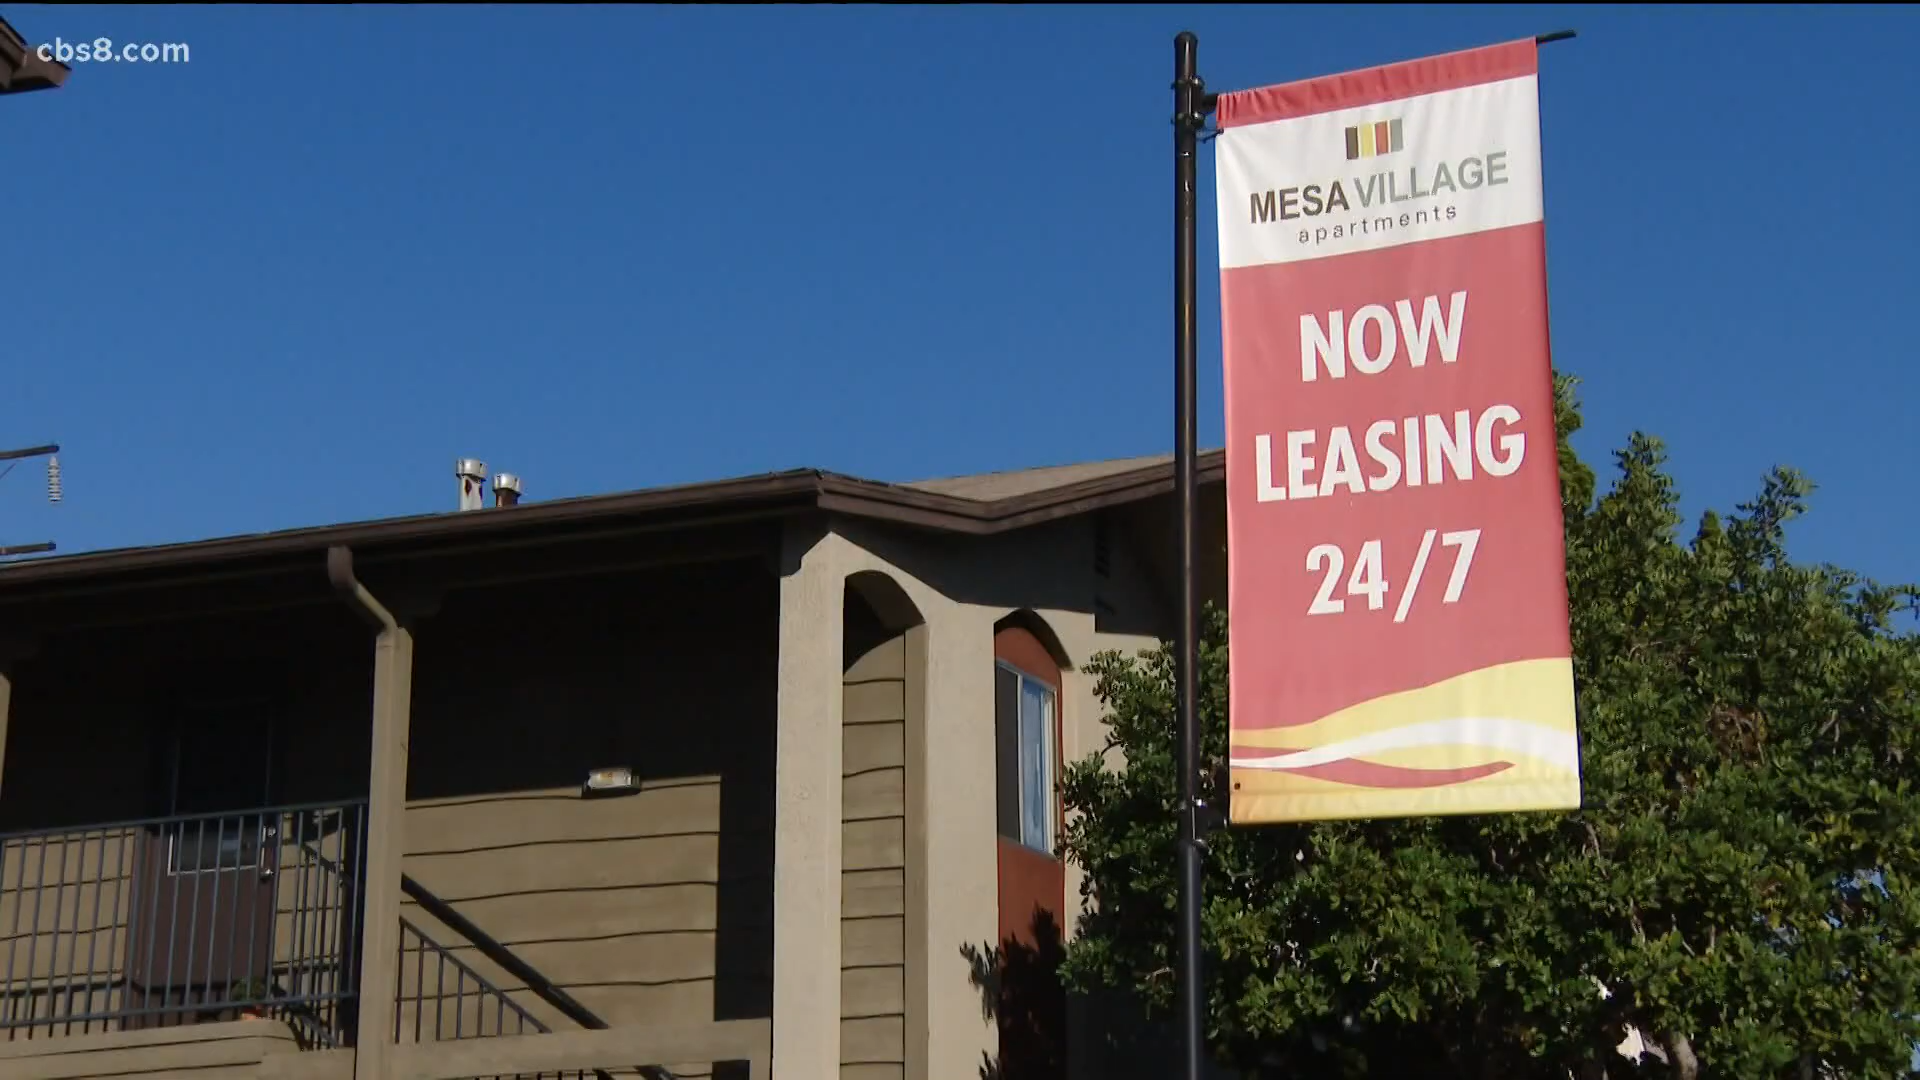 cbs8.com
MESA VILLAGE
apartments
NOW
LEASING
24/7